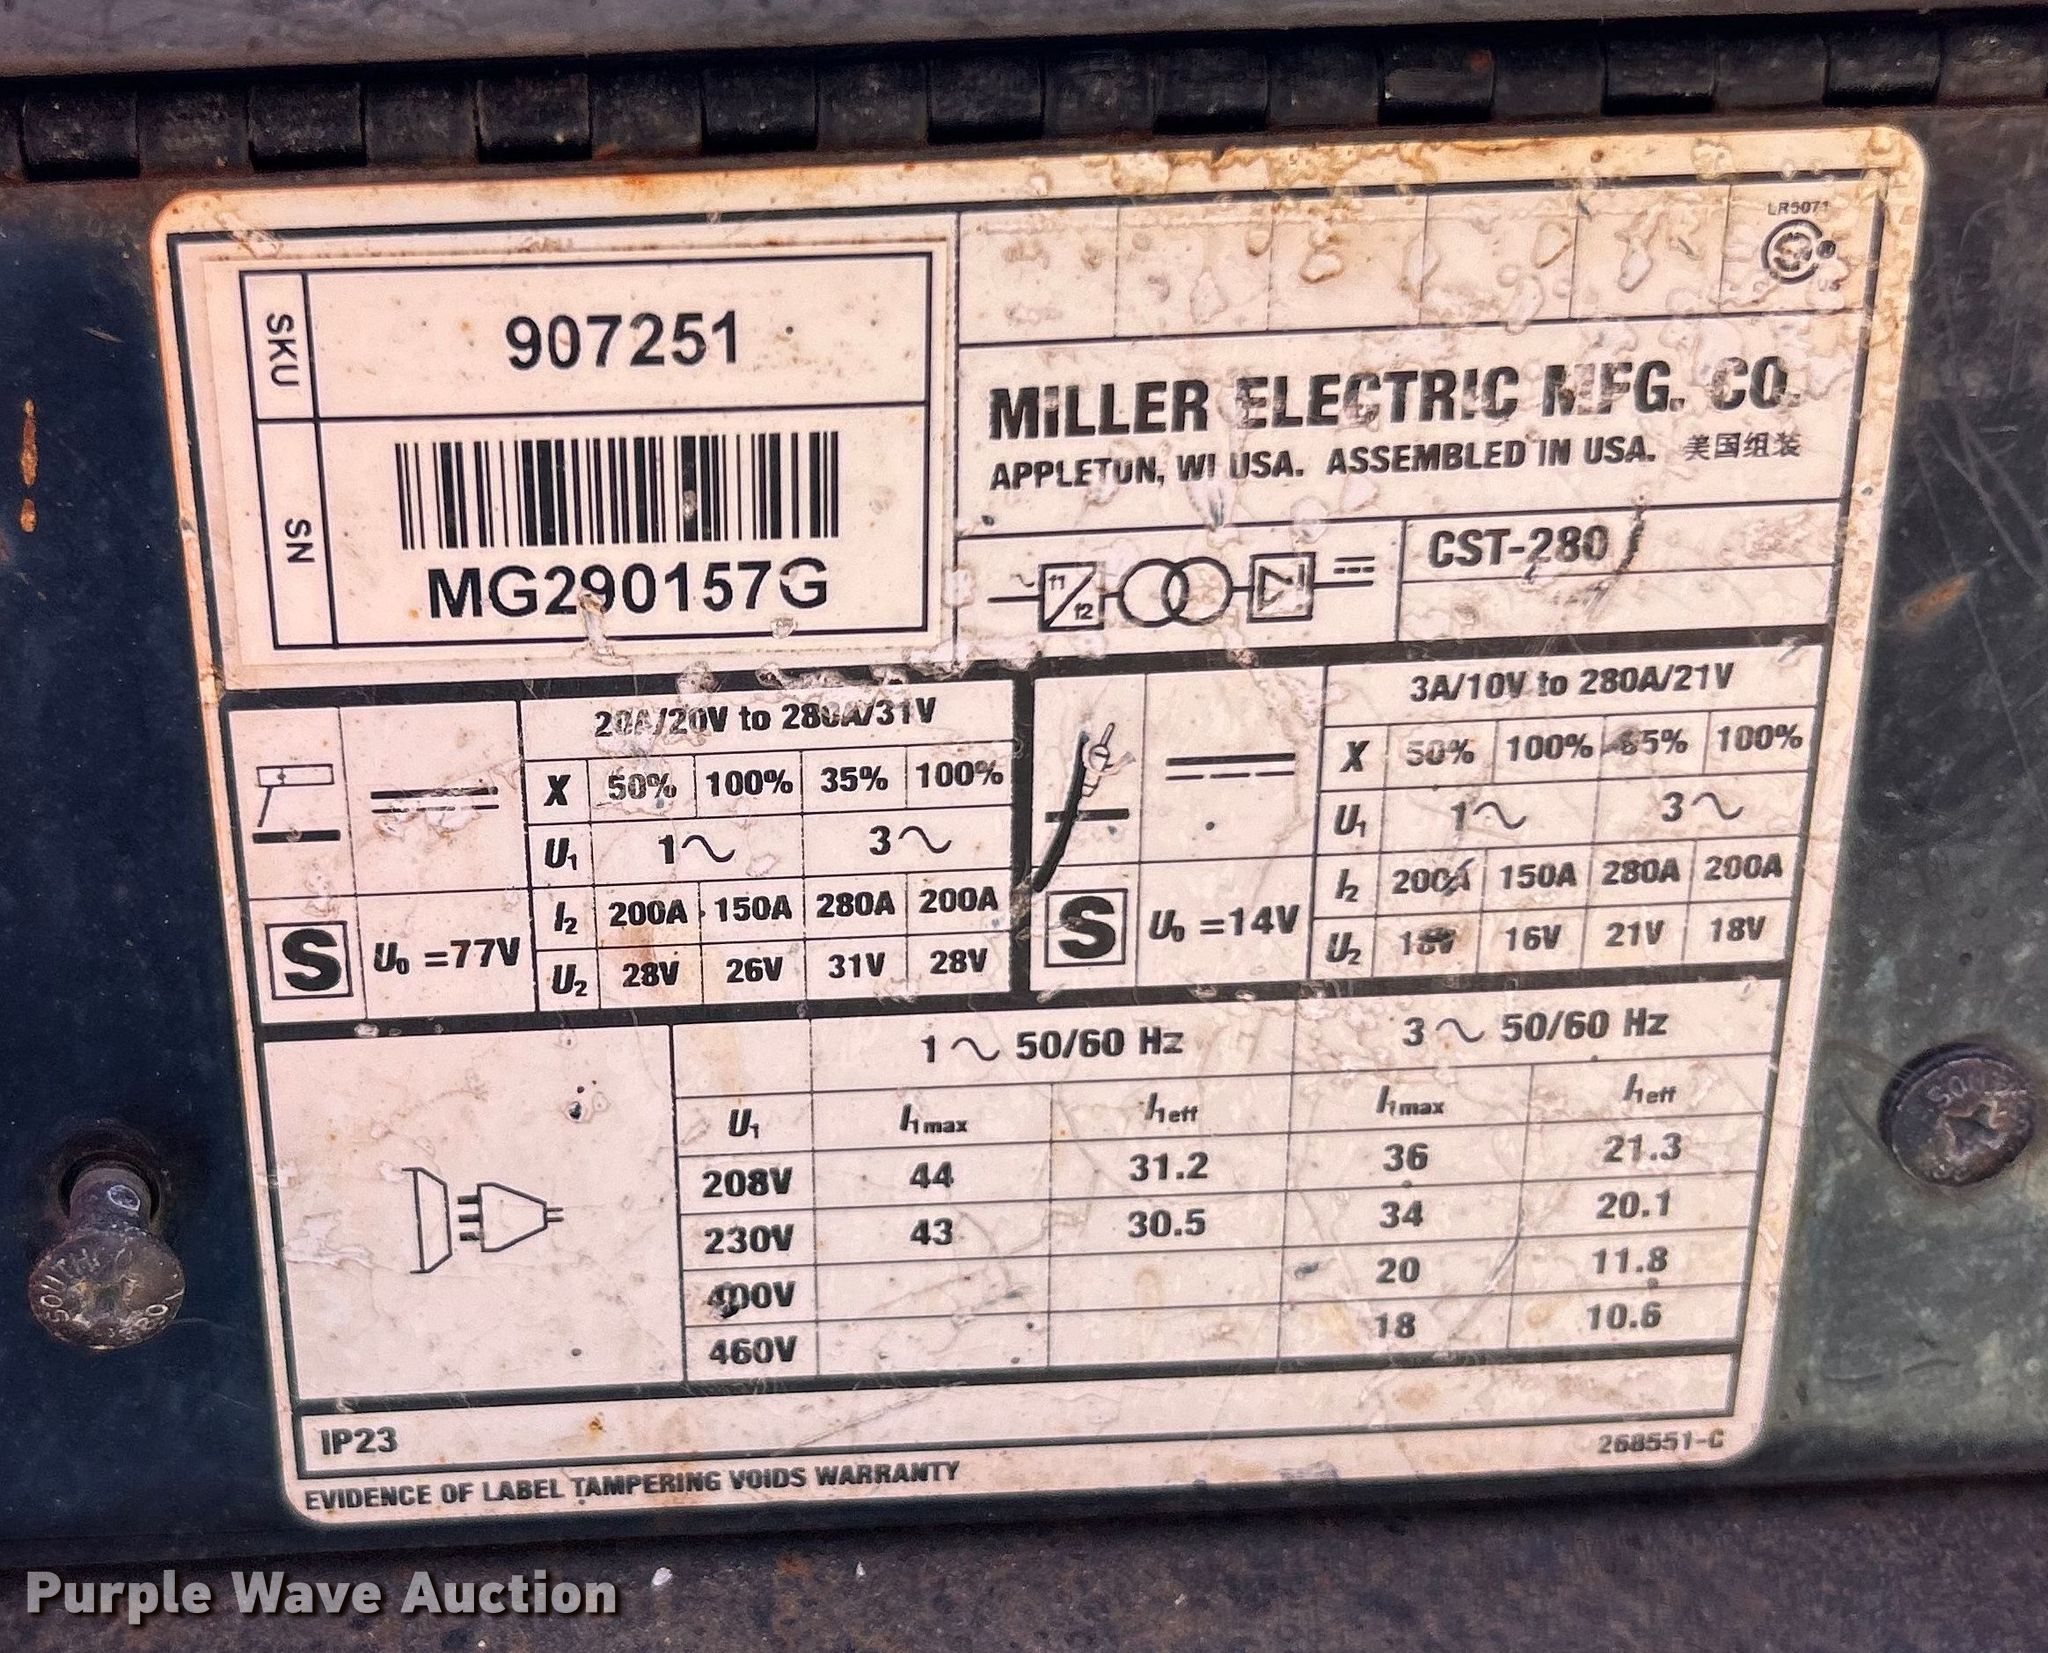 LR5071
US
SKU
907251
SN
MG290157G
MILLER ELECTRIC MFG. CO.
APPLETON, WI USA. ASSEMBLED IN USA. 美国组装
f1
f2
CST-280
20A/20V to 280A/31V
X 50% 100% 35% 100%
U1 1~ 3~
I2 200A 150A 280A 200A
U2 28V 26V 31V 28V
S U0 =77V
3A/10V to 280A/21V
X 50% 100% 35% 100%
U1 1~ 3~
I2 200A 150A 280A 200A
U2 18V 16V 21V 18V
S U0 =14V
1~ 50/60 Hz 3~ 50/60 Hz
U1 I1max I1eff I1max I1eff
208V 44 31.2 36 21.3
230V 43 30.5 34 20.1
400V 20 11.8
460V 18 10.6
IP23
268551-C
EVIDENCE OF LABEL TAMPERING VOIDS WARRANTY
Purple Wave Auction